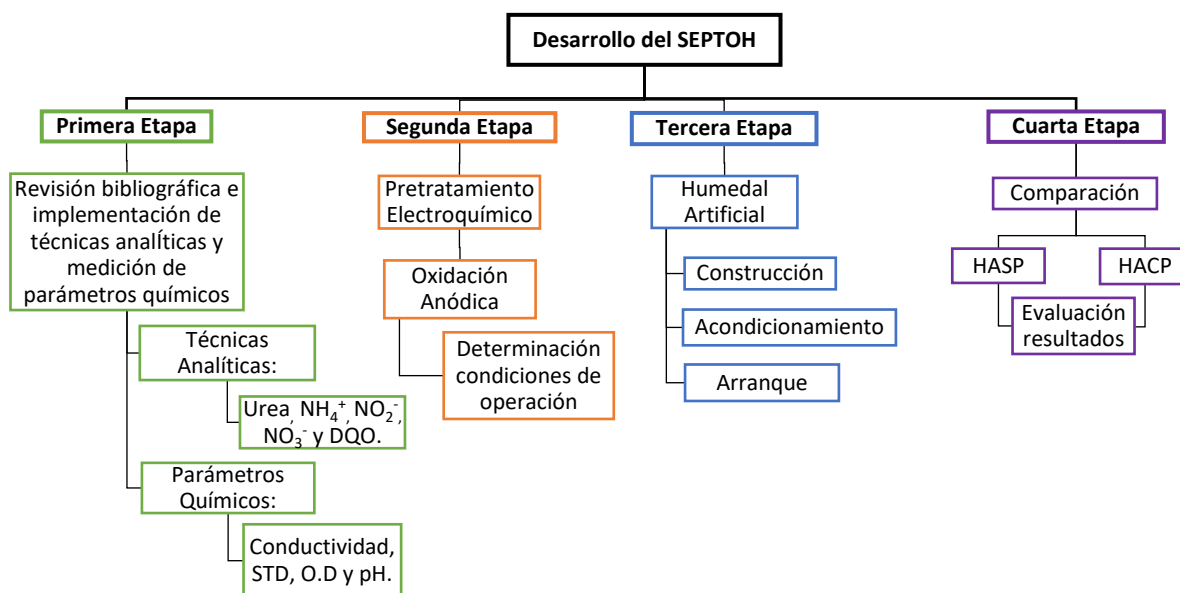 Desarrollo del SEPTOH
Primera Etapa
Revisión bibliográfica e
implementación de
técnicas analÍticas y
medición de
parámetros químicos
Técnicas
Analíticas:
Urea, NH₄⁺, NO₂⁻,
NO₃⁻ y DQO.
Parámetros
Químicos:
Conductividad,
STD, O.D y pH.
Segunda Etapa
Pretratamiento
Electroquímico
Oxidación
Anódica
Determinación
condiciones de
operación
Tercera Etapa
Humedal
Artificial
Construcción
Acondicionamiento
Arranque
Cuarta Etapa
Comparación
HASP
HACP
Evaluación
resultados